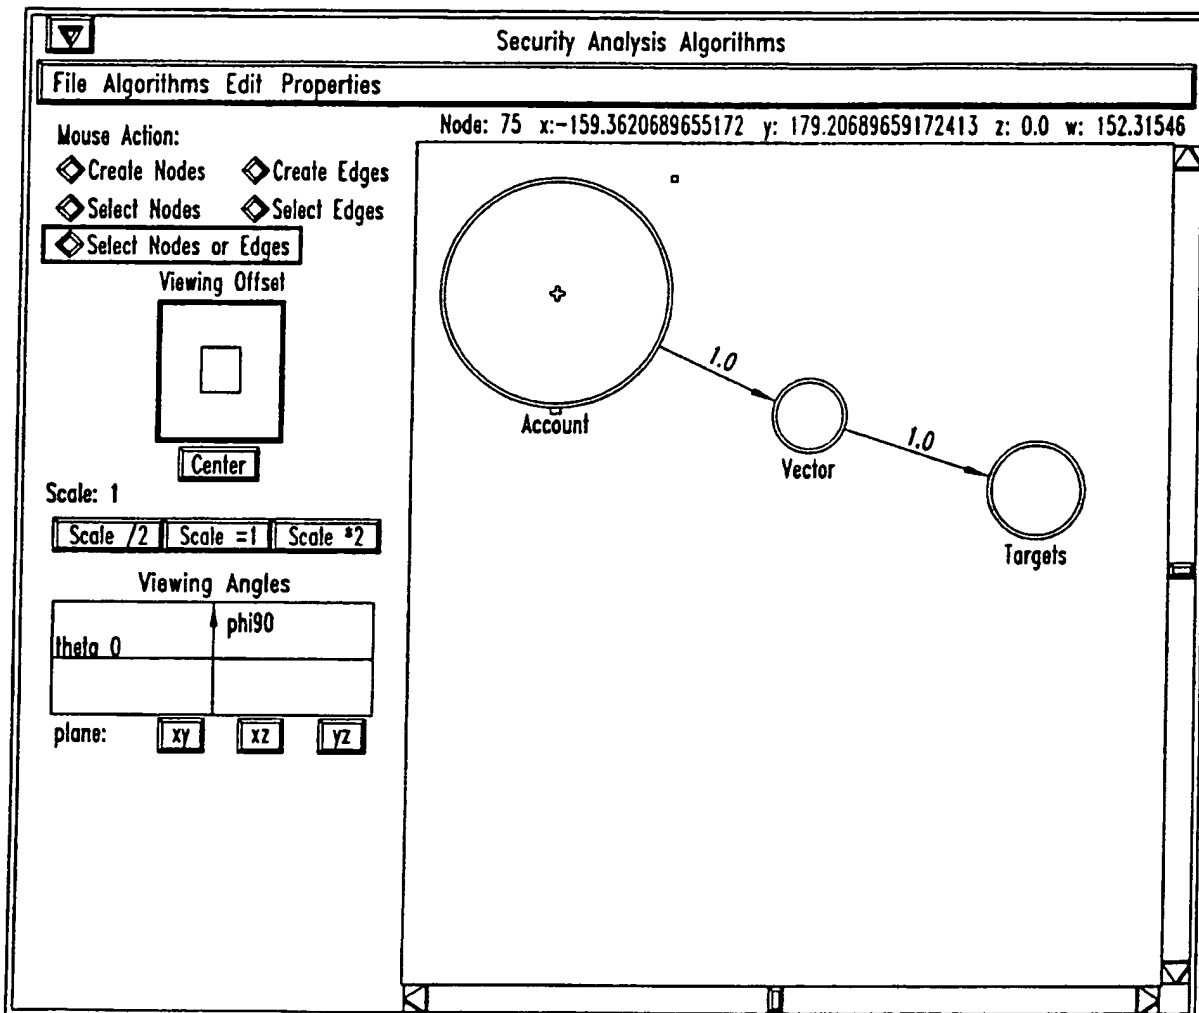 Security Analysis Algorithms
File Algorithms Edit Properties
Node: 75 x:-159.3620689655172 y: 179.20689659172413 z: 0.0 w: 152.31546
Mouse Action:
Create Nodes Create Edges
Select Nodes Select Edges
Select Nodes or Edges
Viewing Offset
Center
Scale: 1
Scale /2 Scale =1 Scale *2
Viewing Angles
phi90
theta 0
plane: xy xz yz
1.0
Account
Vector
1.0
Targets